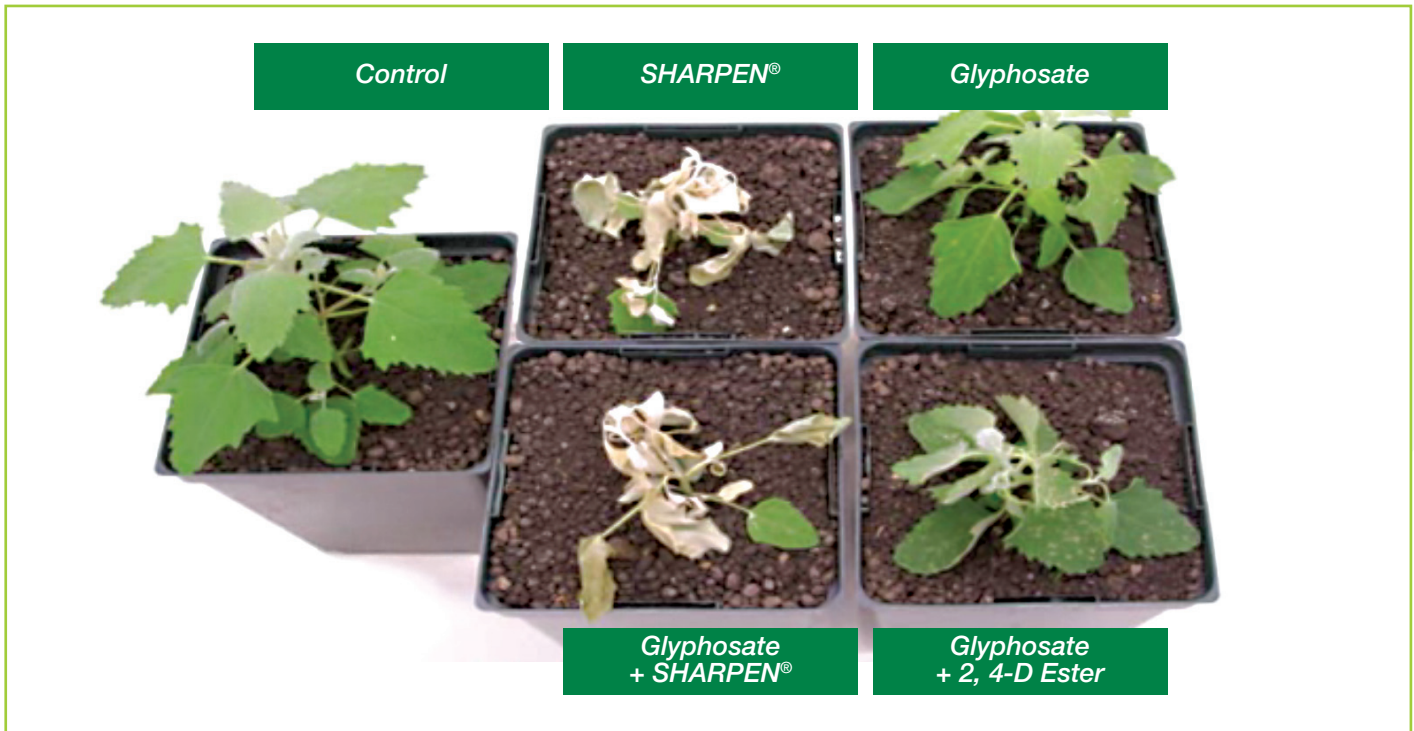 Control
SHARPEN®
Glyphosate
Glyphosate
+ SHARPEN®
Glyphosate
+ 2, 4-D Ester